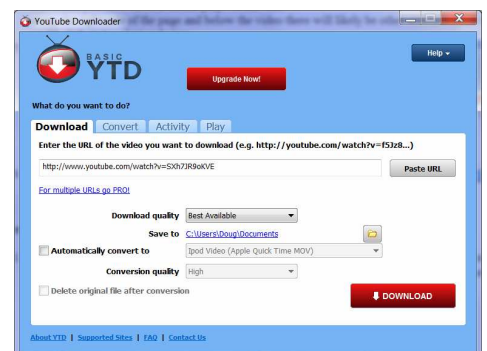 YouTube Downloader
BASIC
YTD
Upgrade Now!
Help
What do you want to do?
Download Convert Activity Play
Enter the URL of the video you want to download (e.g. http://youtube.com/watch?v=f5Jz8...)
http://www.youtube.com/watch?v=SXh7JR9oKVE
Paste URL
For multiple URLs go PRO!
Download quality Best Available
Save to C:\Users\Doug\Documents
Automatically convert to Ipod Video (Apple Quick Time MOV)
Conversion quality High
Delete original file after conversion
DOWNLOAD
About YTD | Supported Sites | FAQ | Contact Us